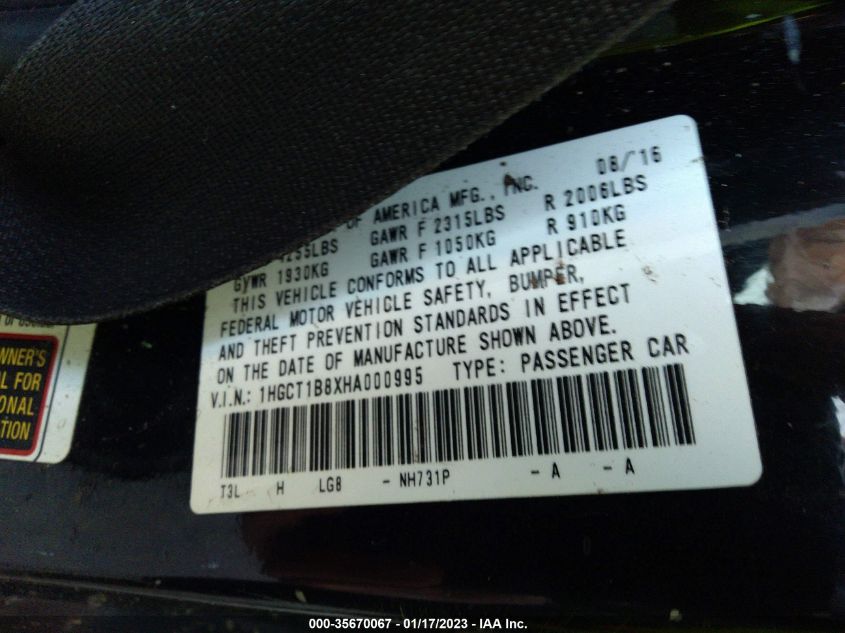 08/16
OF AMERICA MFG., INC.
4255LBS GAWR F 2315LBS R 2006LBS
GVWR 1930KG GAWR F 1050KG R 910KG
THIS VEHICLE CONFORMS TO ALL APPLICABLE
FEDERAL MOTOR VEHICLE SAFETY, BUMPER,
AND THEFT PREVENTION STANDARDS IN EFFECT
ON THE DATE OF MANUFACTURE SHOWN ABOVE.
V.I.N.: 1HGCT1B8XHA000995 TYPE: PASSENGER CAR
T3L H LG8 - NH731P - A - A
WNER'S
L FOR
ONAL
TION
000-35670067 - 01/17/2023 - IAA Inc.